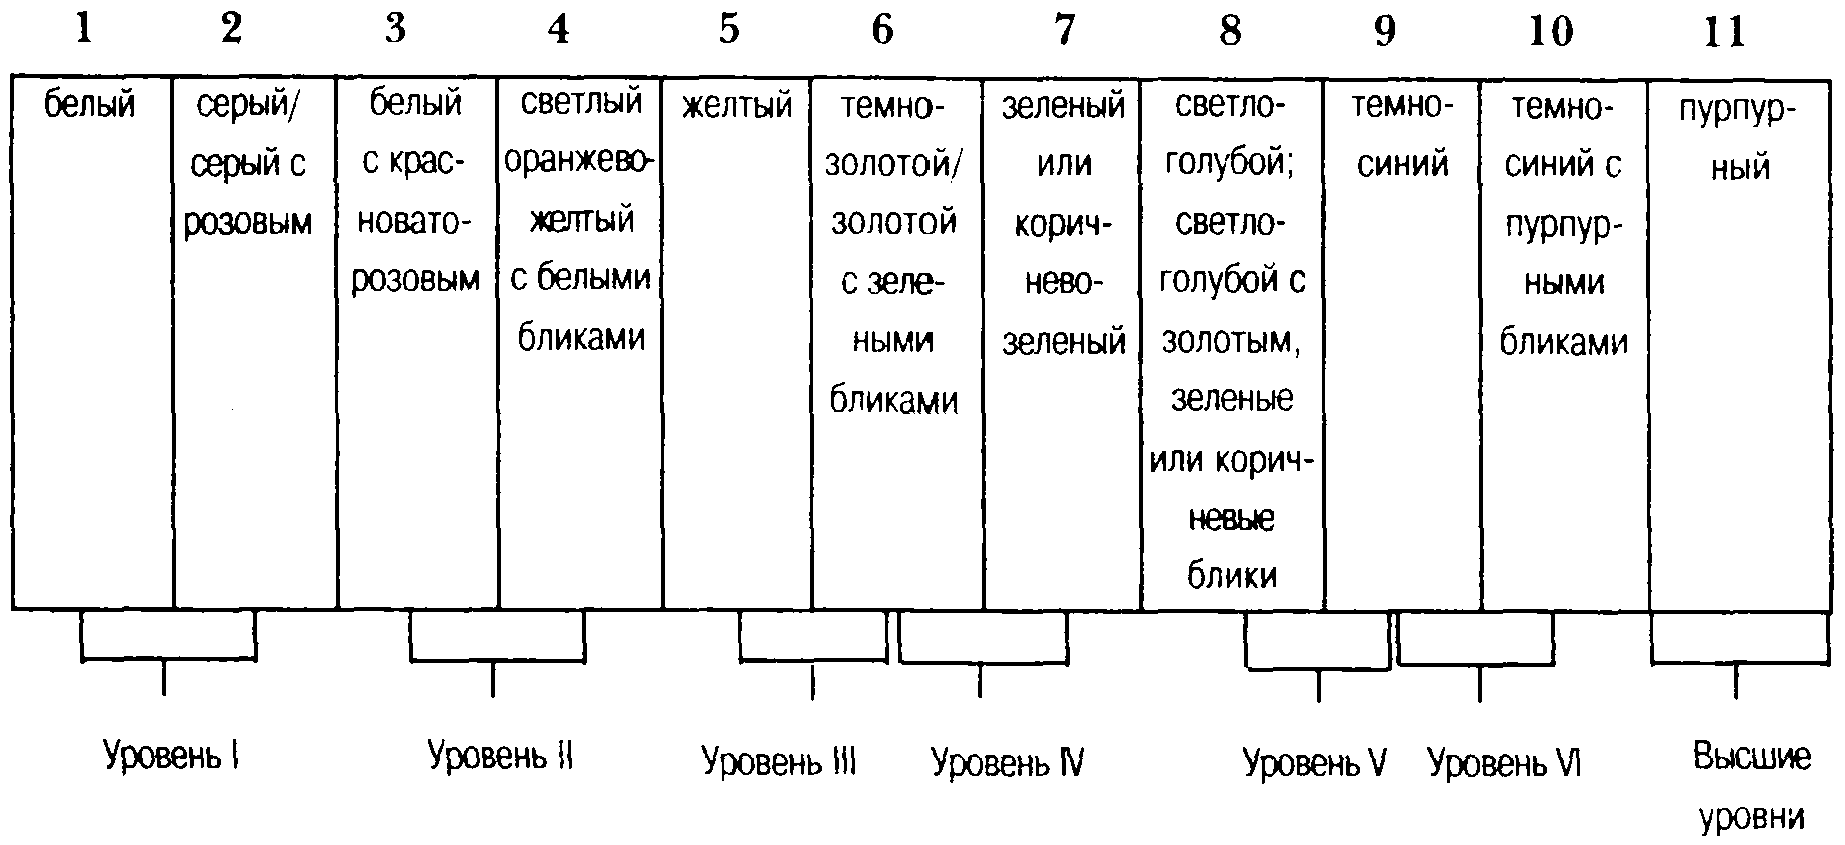 1 2 3 4 5 6 7 8 9 10 11
белый
серый/
серый с
розовым
белый
с крас-
новато-
розовым
светлый
оранжево-
желтый
с белыми
бликами
желтый
темно-
золотой/
золотой
с зеле-
ными
бликами
зеленый
или
корич-
нево-
зеленый
светло-
голубой;
светло-
голубой с
золотым,
зеленые
или корич-
невые
блики
темно-
синий
темно-
синий с
пурпур-
ными
бликами
пурпур-
ный
Уровень I
Уровень II
Уровень III
Уровень IV
Уровень V
Уровень VI
Высшие
уровни